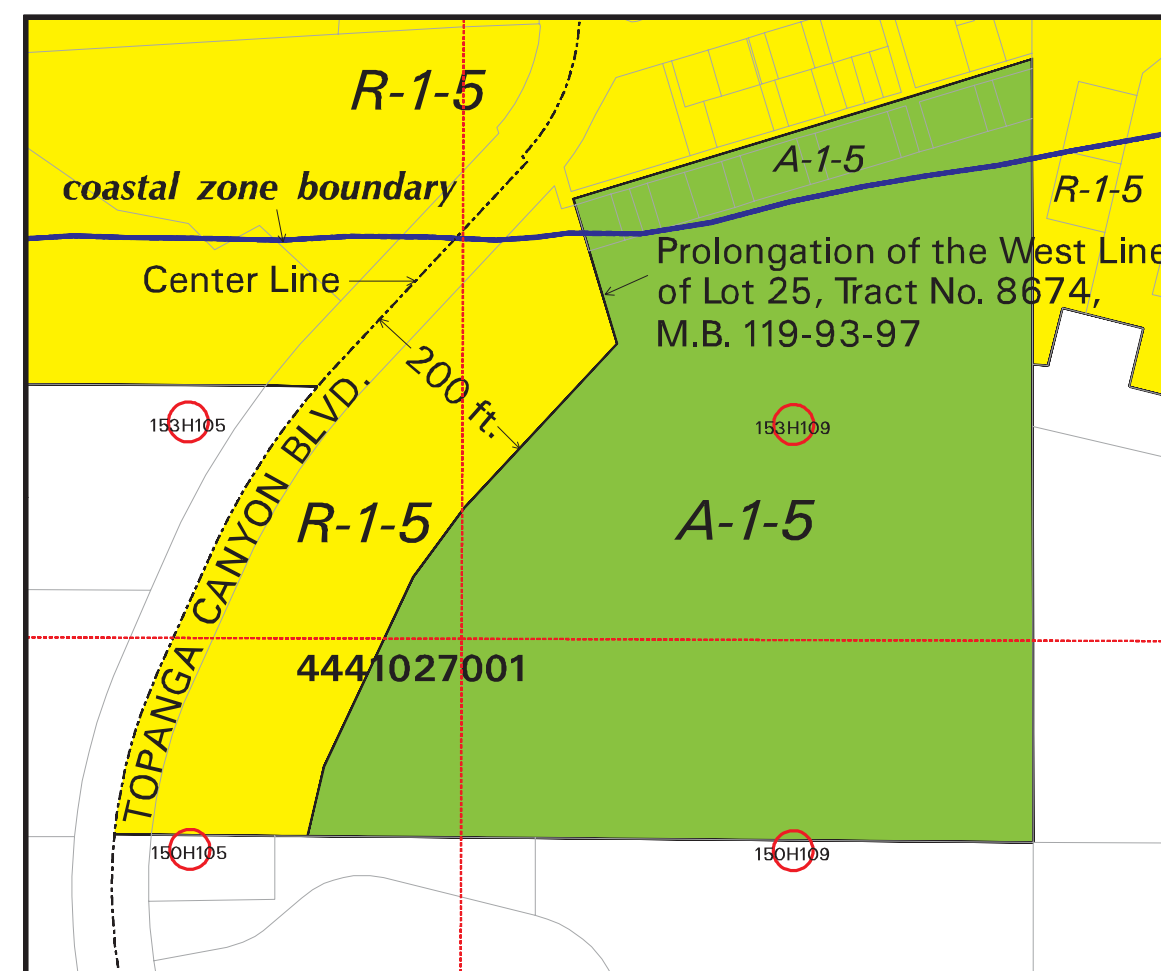 R-1-5
A-1-5
coastal zone boundary
R-1-5
Prolongation of the West Line
of Lot 25, Tract No. 8674,
M.B. 119-93-97
Center Line
200 ft.
153H105
153H109
TOPANGA CANYON BLVD.
R-1-5
A-1-5
4441027001
150H105
150H109